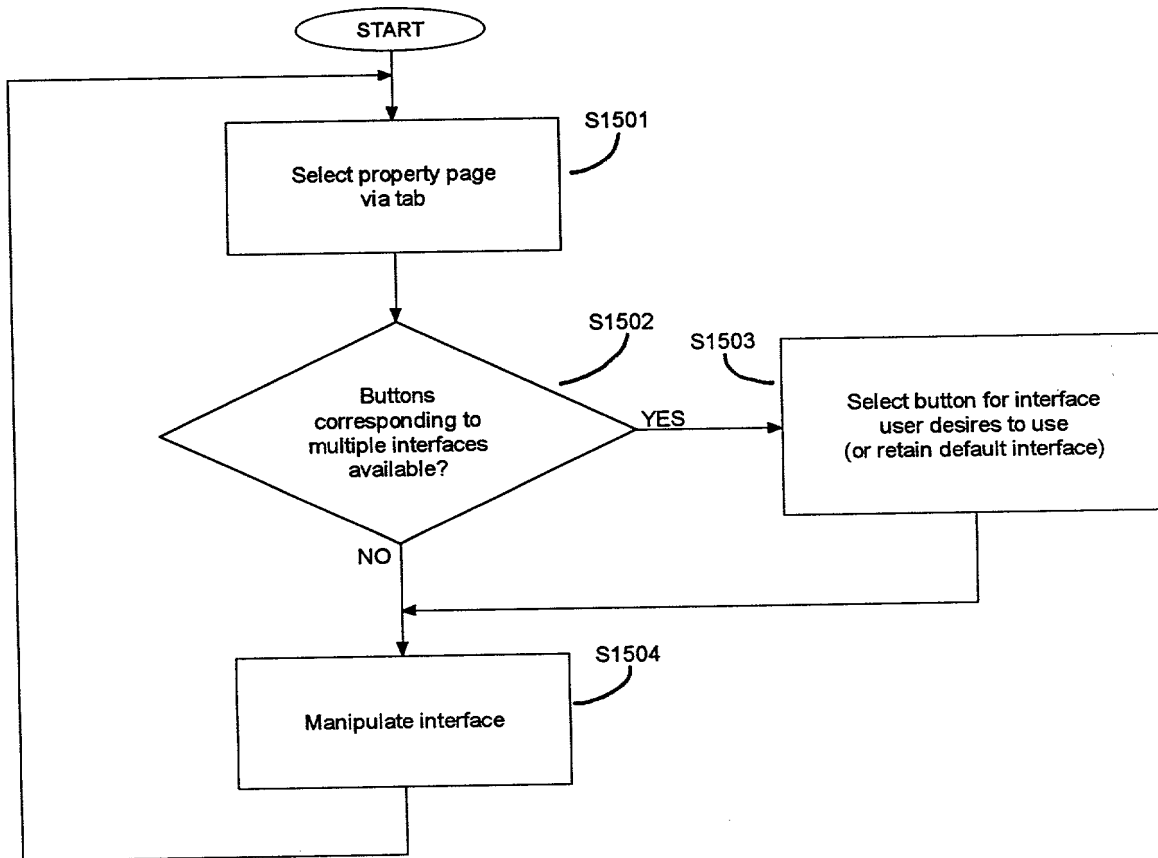 START
S1501
Select property page
via tab
S1502
Buttons
corresponding to
multiple interfaces
available?
YES
NO
S1503
Select button for interface
user desires to use
(or retain default interface)
S1504
Manipulate interface